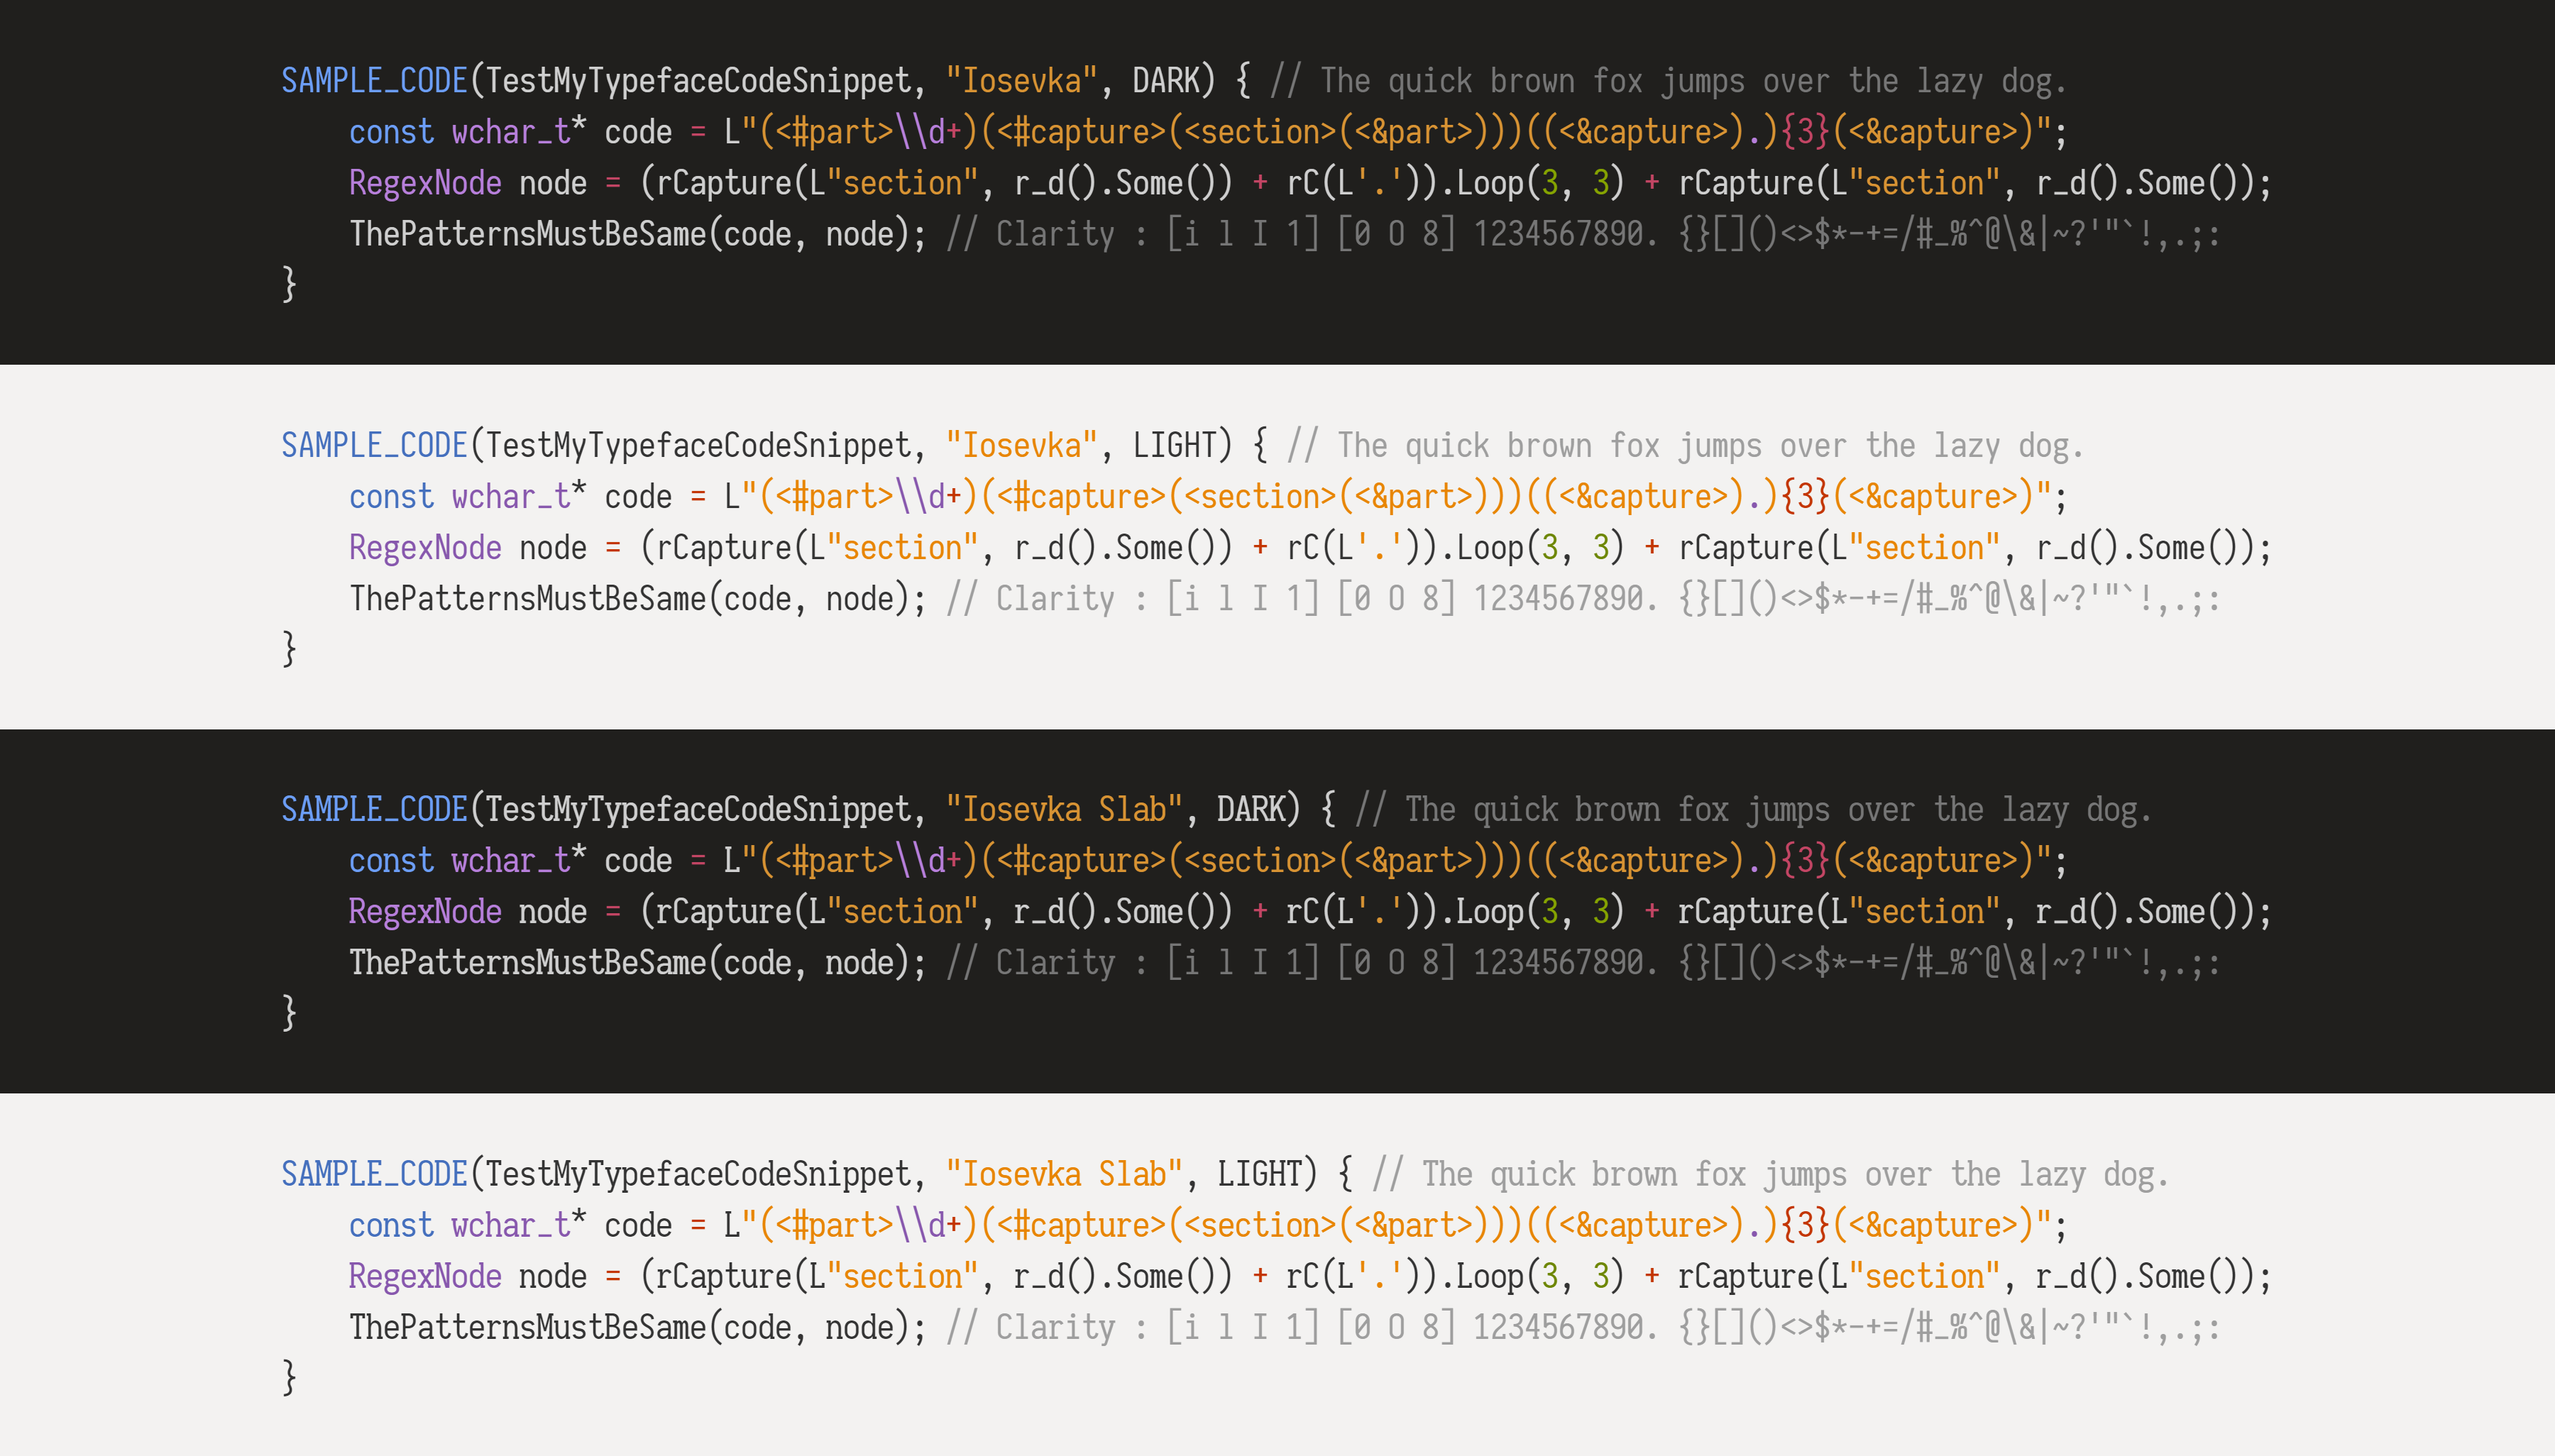 SAMPLE_CODE(TestMyTypefaceCodeSnippet, "Iosevka", DARK) { // The quick brown fox jumps over the lazy dog.
    const wchar_t* code = L"(<#part>\\d+)(<#capture>(<section>(<&part>)))((<&capture>).){3}(<&capture>)";
    RegexNode node = (rCapture(L"section", r_d().Some()) + rC(L'.')).Loop(3, 3) + rCapture(L"section", r_d().Some());
    ThePatternsMustBeSame(code, node); // Clarity : [i l I 1] [0 O 8] 1234567890. {}[]()<>$*-+=/#_%^@\&|~?'"`!,.;:
}
SAMPLE_CODE(TestMyTypefaceCodeSnippet, "Iosevka", LIGHT) { // The quick brown fox jumps over the lazy dog.
    const wchar_t* code = L"(<#part>\\d+)(<#capture>(<section>(<&part>)))((<&capture>).){3}(<&capture>)";
    RegexNode node = (rCapture(L"section", r_d().Some()) + rC(L'.')).Loop(3, 3) + rCapture(L"section", r_d().Some());
    ThePatternsMustBeSame(code, node); // Clarity : [i l I 1] [0 O 8] 1234567890. {}[]()<>$*-+=/#_%^@\&|~?'"`!,.;:
}
SAMPLE_CODE(TestMyTypefaceCodeSnippet, "Iosevka Slab", DARK) { // The quick brown fox jumps over the lazy dog.
    const wchar_t* code = L"(<#part>\\d+)(<#capture>(<section>(<&part>)))((<&capture>).){3}(<&capture>)";
    RegexNode node = (rCapture(L"section", r_d().Some()) + rC(L'.')).Loop(3, 3) + rCapture(L"section", r_d().Some());
    ThePatternsMustBeSame(code, node); // Clarity : [i l I 1] [0 O 8] 1234567890. {}[]()<>$*-+=/#_%^@\&|~?'"`!,.;:
}
SAMPLE_CODE(TestMyTypefaceCodeSnippet, "Iosevka Slab", LIGHT) { // The quick brown fox jumps over the lazy dog.
    const wchar_t* code = L"(<#part>\\d+)(<#capture>(<section>(<&part>)))((<&capture>).){3}(<&capture>)";
    RegexNode node = (rCapture(L"section", r_d().Some()) + rC(L'.')).Loop(3, 3) + rCapture(L"section", r_d().Some());
    ThePatternsMustBeSame(code, node); // Clarity : [i l I 1] [0 O 8] 1234567890. {}[]()<>$*-+=/#_%^@\&|~?'"`!,.;:
}